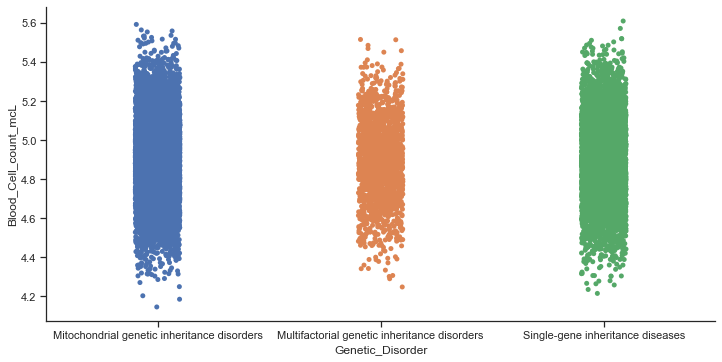 Blood_Cell_count_mcL
5.6
5.4
5.2
5.0
4.8
4.6
4.4
4.2
Mitochondrial genetic inheritance disorders
Multifactorial genetic inheritance disorders
Single-gene inheritance diseases
Genetic_Disorder